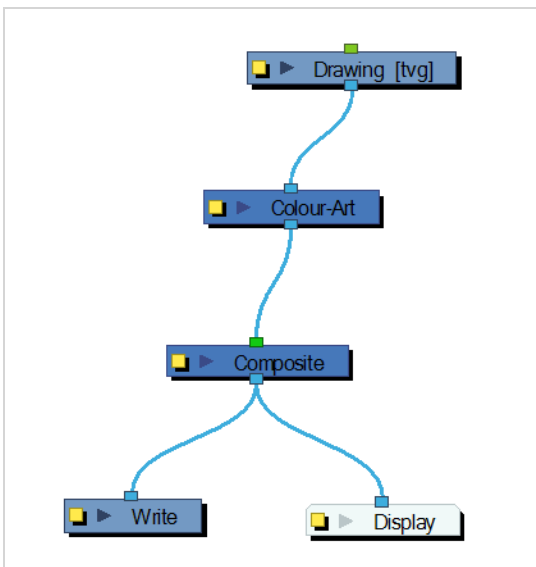 Drawing [tvg]
Colour-Art
Composite
Write
Display